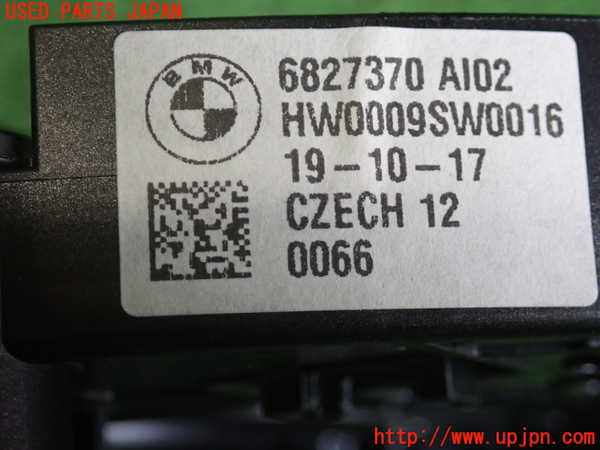 USED PARTS JAPAN
BMW
6827370 AI02
HW0009SW0016
19-10-17
CZECH 12
0066
http://www.upjpn.com/